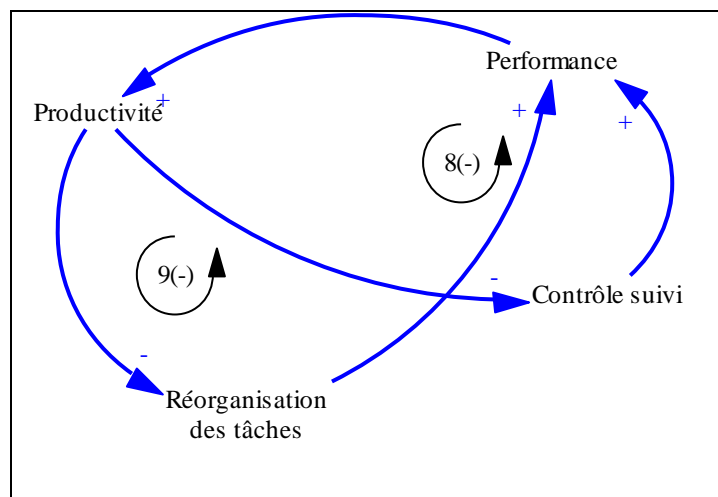 Performance
+
Productivité
+
+
8(-)
9(-)
-
Contrôle suivi
-
Réorganisation
des tâches